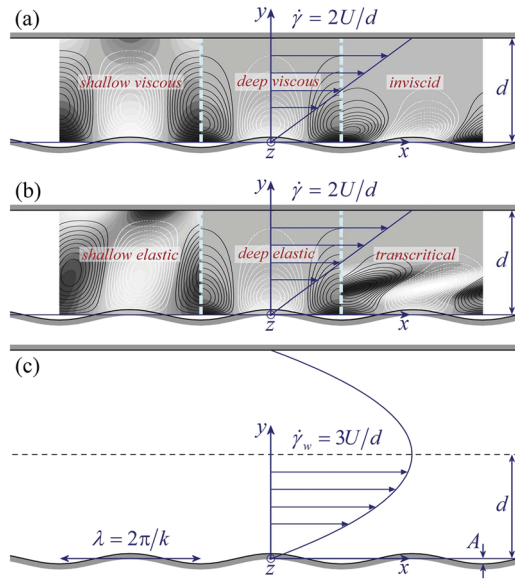 (a)
y
γ̇ = 2U/d
shallow viscous
deep viscous
inviscid
d
z
x
(b)
y
γ̇ = 2U/d
shallow elastic
deep elastic
transcritical
d
z
x
(c)
y
γ̇w = 3U/d
d
λ = 2π/k
A
z
x